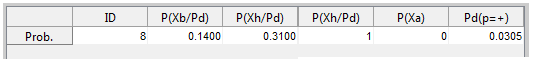 ID P(Xb/Pd) P(Xh/Pd) P(Xh/Pd) P(Xa) Pd(p=+)
Prob. 8 0.1400 0.3100 1 0 0.0305